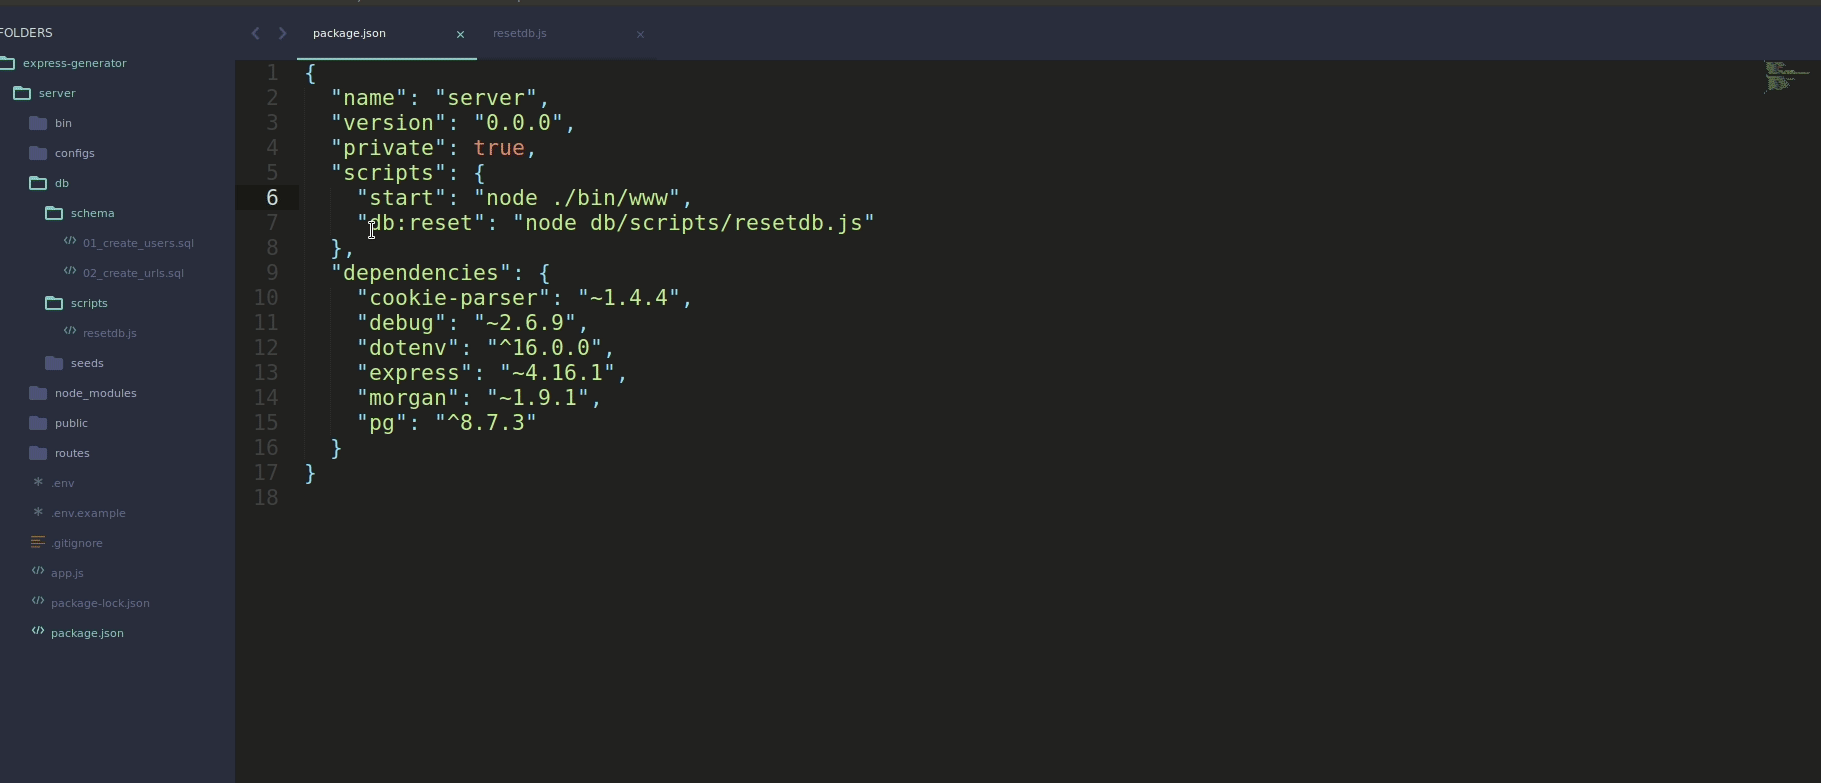 FOLDERS
express-generator
server
bin
configs
db
schema
01_create_users.sql
02_create_urls.sql
scripts
resetdb.js
seeds
node_modules
public
routes
.env
.env.example
.gitignore
app.js
package-lock.json
package.json
package.json × resetdb.js ×
1 {
2 "name": "server",
3 "version": "0.0.0",
4 "private": true,
5 "scripts": {
6 "start": "node ./bin/www",
7 "db:reset": "node db/scripts/resetdb.js"
8 },
9 "dependencies": {
10 "cookie-parser": "~1.4.4",
11 "debug": "~2.6.9",
12 "dotenv": "^16.0.0",
13 "express": "~4.16.1",
14 "morgan": "~1.9.1",
15 "pg": "^8.7.3"
16 }
17 }
18